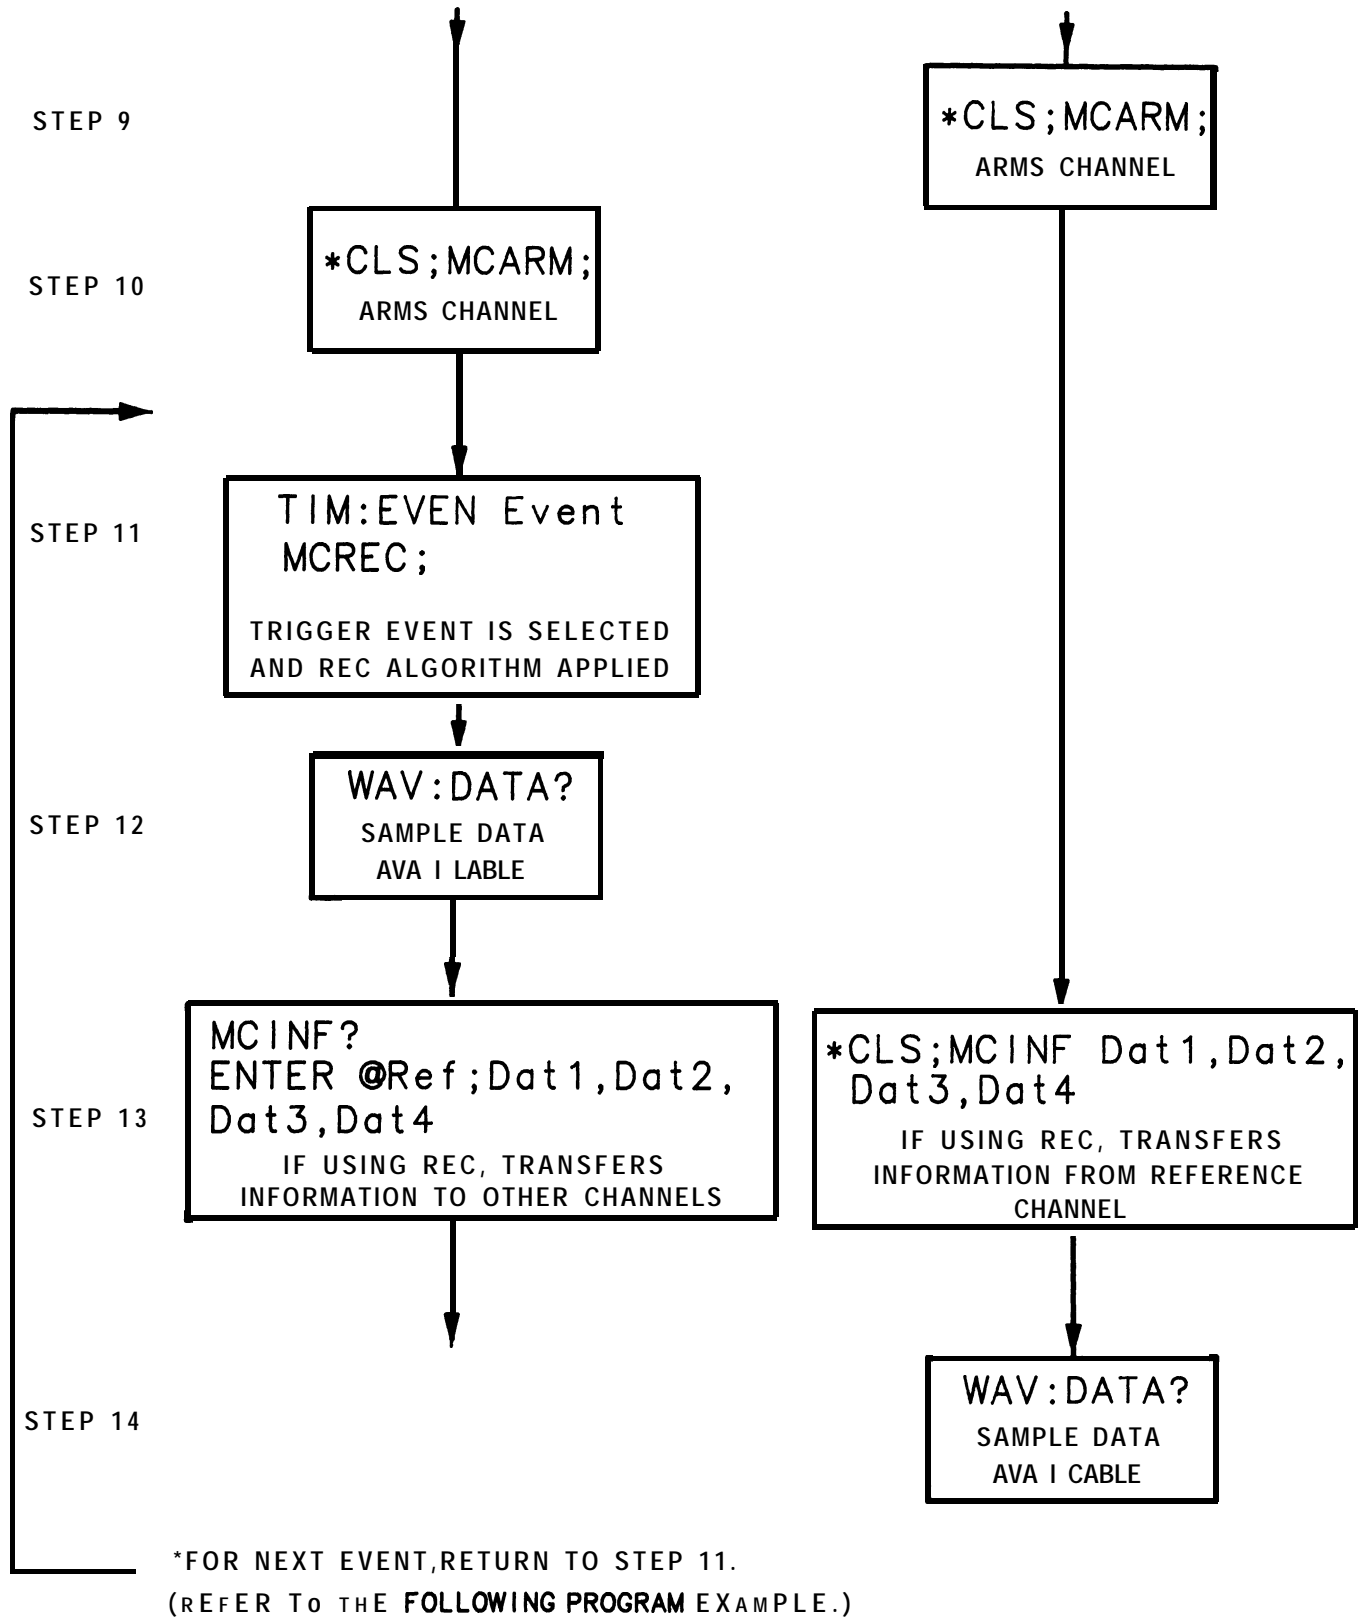 STEP 9
*CLS;MCARM;
ARMS CHANNEL
STEP 10
*CLS;MCARM;
ARMS CHANNEL
STEP 11
TIM:EVEN Event
MCREC;
TRIGGER EVENT IS SELECTED
AND REC ALGORITHM APPLIED
STEP 12
WAV:DATA?
SAMPLE DATA
AVA I LABLE
STEP 13
MCINF?
ENTER @Ref;Dat1,Dat2,
Dat3,Dat4
IF USING REC, TRANSFERS
INFORMATION TO OTHER CHANNELS
*CLS;MCINF Dat1,Dat2,
Dat3,Dat4
IF USING REC, TRANSFERS
INFORMATION FROM REFERENCE
CHANNEL
STEP 14
WAV:DATA?
SAMPLE DATA
AVA I CABLE
*FOR NEXT EVENT,RETURN TO STEP 11.
(REFER To THE FOLLOWING PROGRAM EXAMPLE.)